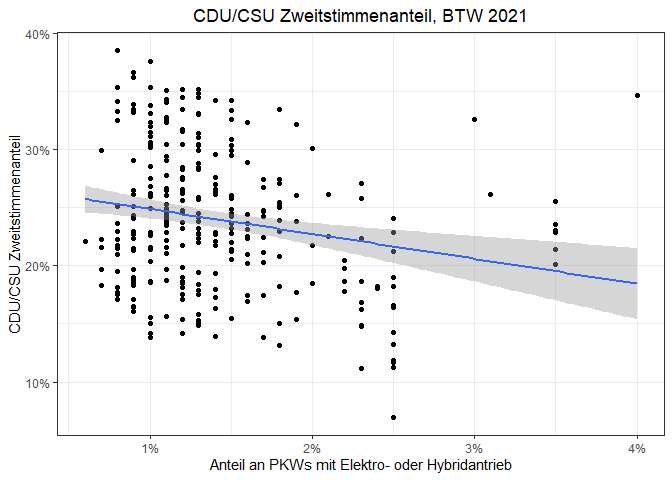 CDU/CSU Zweitstimmenanteil, BTW 2021
CDU/CSU Zweitstimmenanteil
40%
30%
20%
10%
1%
2%
3%
4%
Anteil an PKWs mit Elektro- oder Hybridantrieb